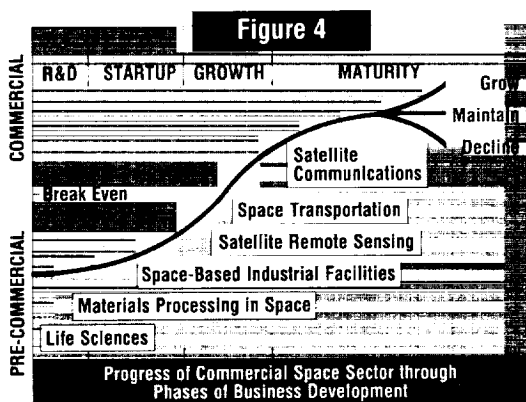 Figure 4
R&D STARTUP GROWTH MATURITY
COMMERCIAL
PRE-COMMERCIAL
Grow
Maintain
Decline
Break Even
Satellite
Communications
Space Transportation
Satellite Remote Sensing
Space-Based Industrial Facilities
Materials Processing in Space
Life Sciences
Progress of Commercial Space Sector through
Phases of Business Development